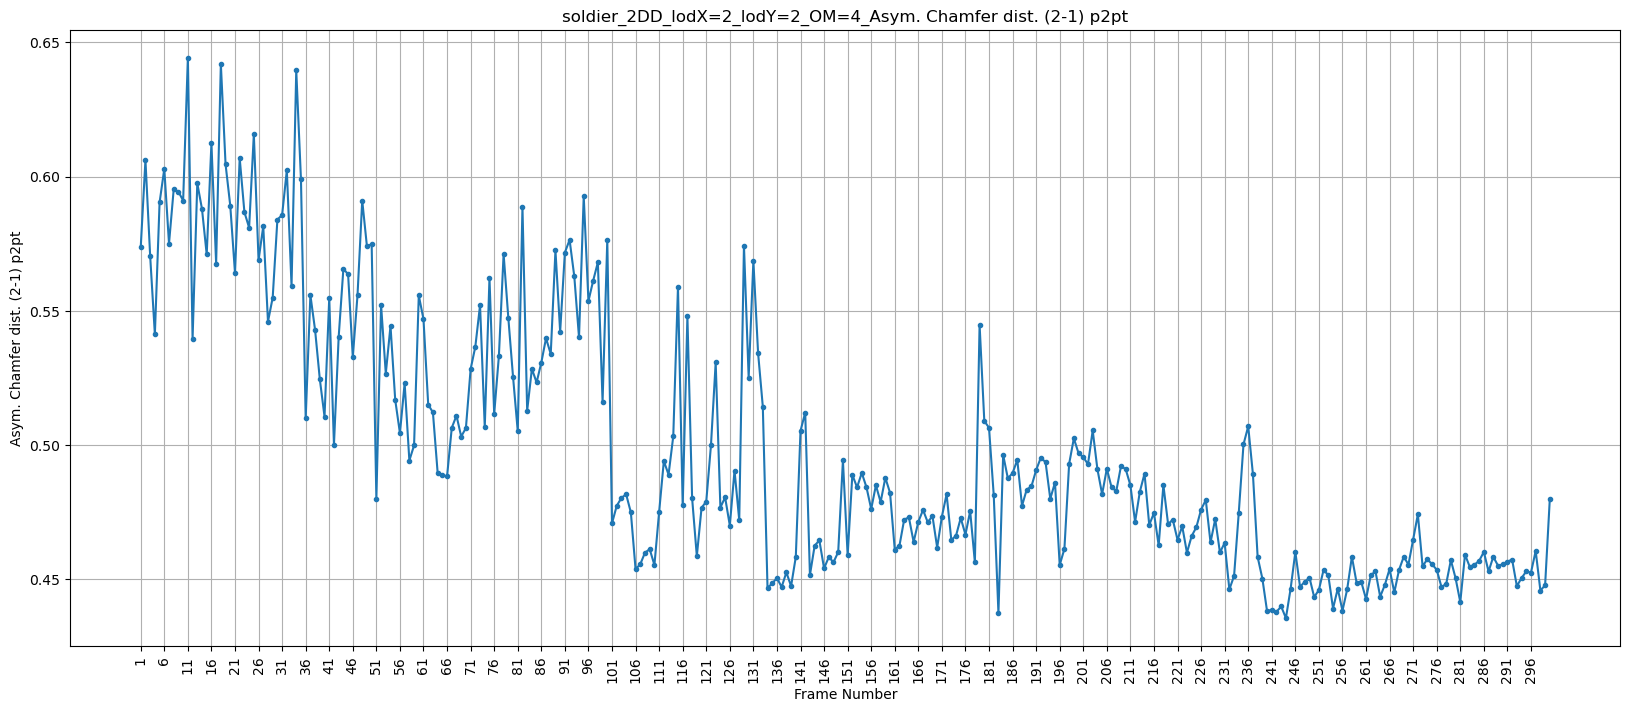 soldier_2DD_lodX=2_lodY=2_OM=4_Asym. Chamfer dist. (2-1) p2pt
Asym. Chamfer dist. (2-1) p2pt
0.65
0.60
0.55
0.50
0.45
1 6 11 16 21 26 31 36 41 46 51 56 61 66 71 76 81 86 91 96 101 106 111 116 121 126 131 136 141 146 151 156 161 166 171 176 181 186 191 196 201 206 211 216 221 226 231 236 241 246 251 256 261 266 271 276 281 286 291 296
Frame Number